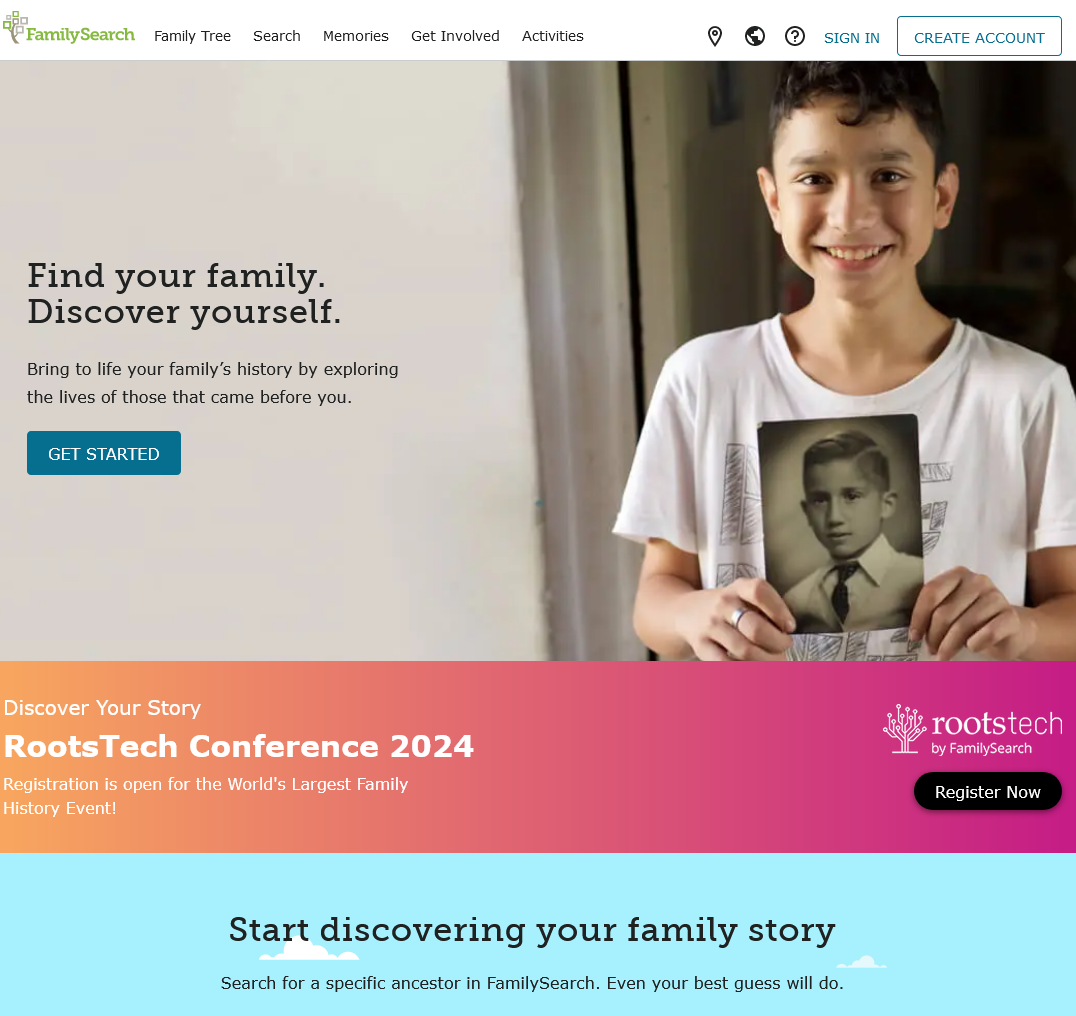 FamilySearch
Family Tree
Search
Memories
Get Involved
Activities
SIGN IN
CREATE ACCOUNT
Find your family.
Discover yourself.
Bring to life your family’s history by exploring
the lives of those that came before you.
GET STARTED
Discover Your Story
RootsTech Conference 2024
Registration is open for the World's Largest Family
History Event!
rootstech
by FamilySearch
Register Now
Start discovering your family story
Search for a specific ancestor in FamilySearch. Even your best guess will do.